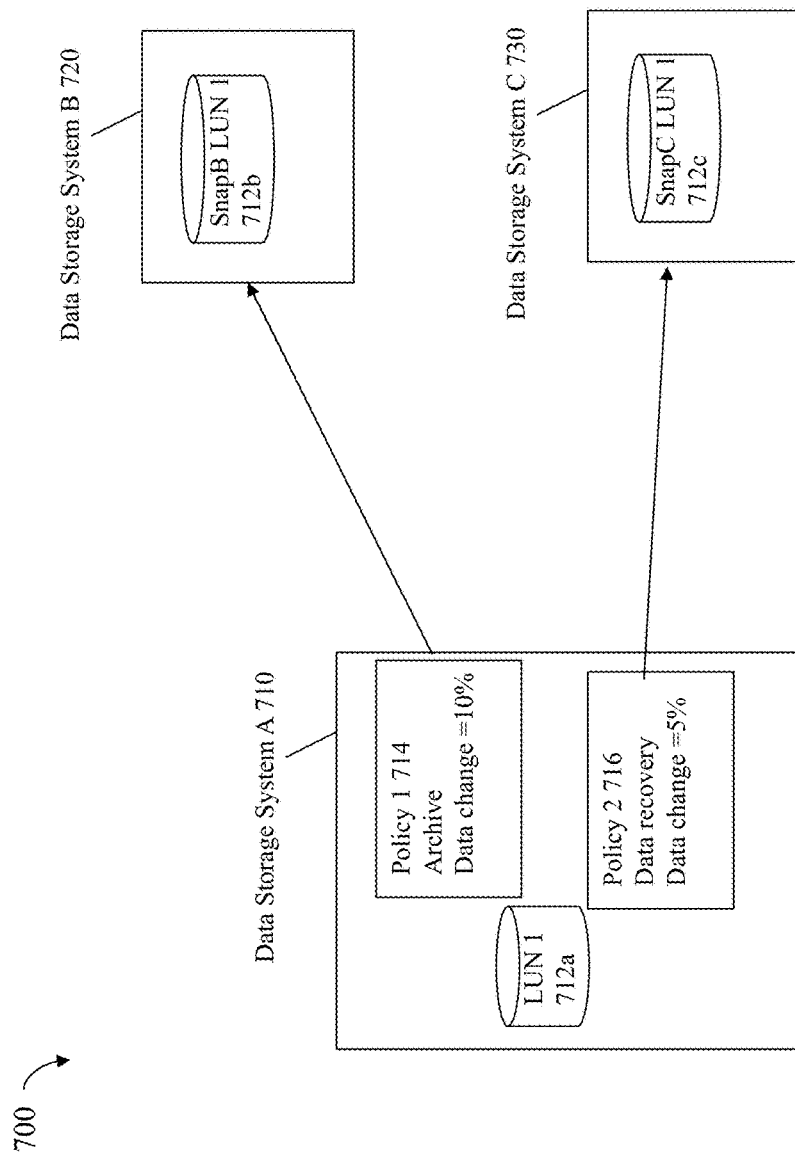 700
Data Storage System A 710
LUN 1
712a
Policy 1 714
Archive
Data change =10%
Policy 2 716
Data recovery
Data change =5%
Data Storage System B 720
SnapB LUN 1
712b
Data Storage System C 730
SnapC LUN 1
712c